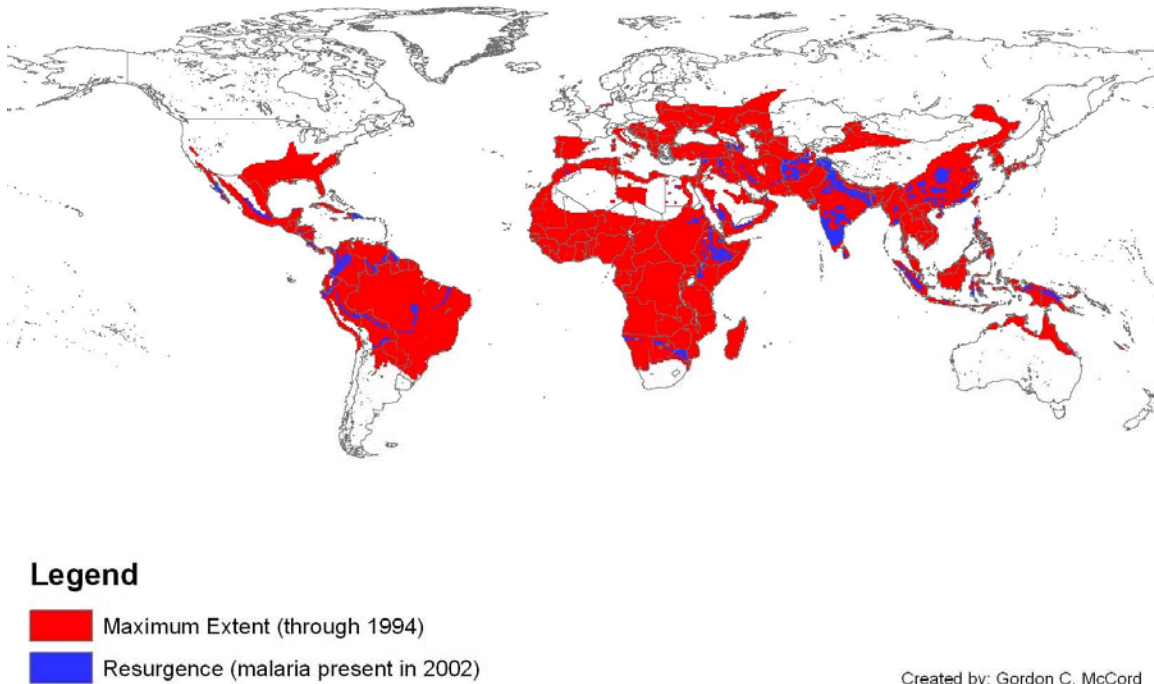 Legend
Maximum Extent (through 1994)
Resurgence (malaria present in 2002)
Created by: Gordon C. McCord